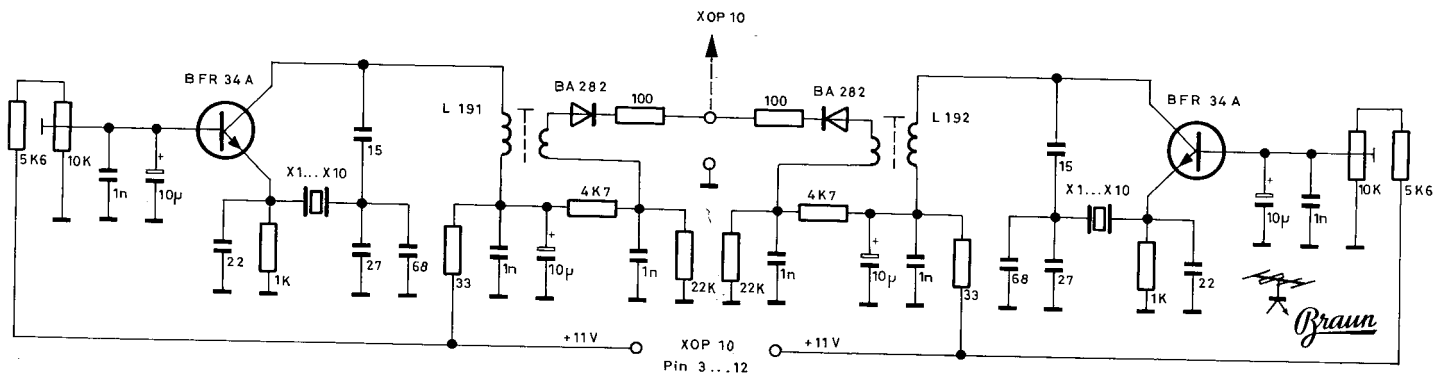 XOP 10
BFR 34A
L 191
BA 282
100
100
BA 282
L 192
BFR 34A
5K6
10K
1n
10µ
+
15
X1...X10
22
1K
27
68
33
1n
+
10µ
4K7
1n
22K
22K
4K7
1n
+
10µ
1n
33
15
X1...X10
68
27
1K
22
+
10µ
1n
10K
5K6
+11V
XOP 10
Pin 3...12
+11V
Braun